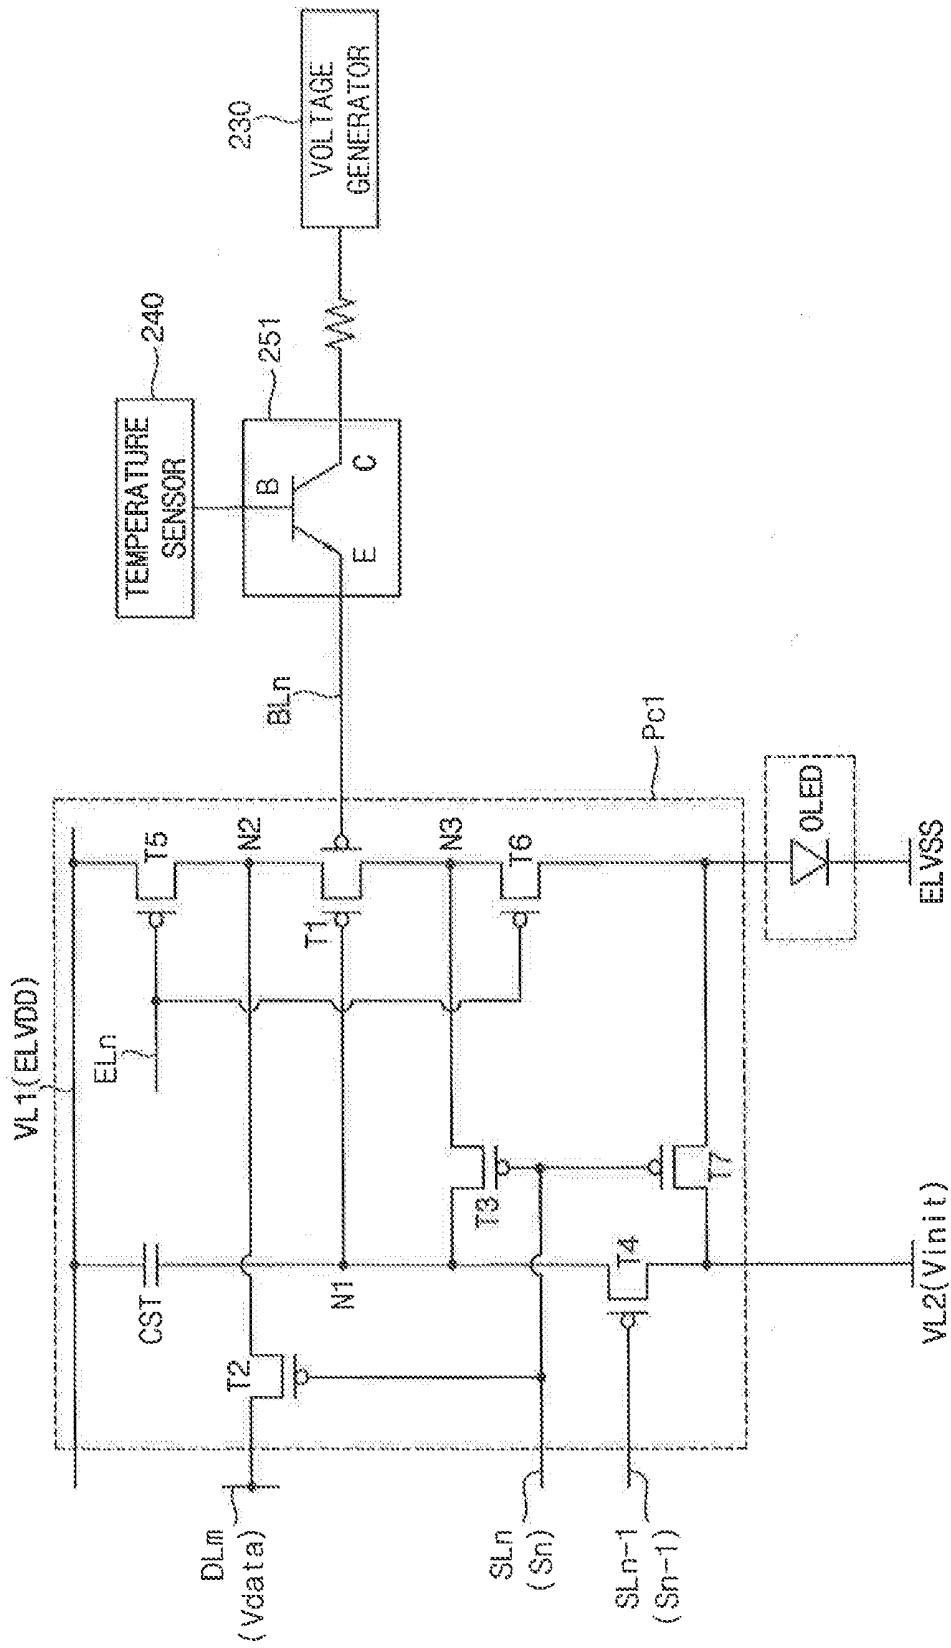 VL1(ELVDD)
ELn
CST
T5
N2
T1
N1
N3
T2
T3
T6
T4
T7
DLm
(Vdata)
SLn
(Sn)
SLn-1
(Sn-1)
VL2(Vinit)
OLED
ELVSS
Pc1
BLn
TEMPERATURE
SENSOR
240
251
B
E
C
230
VOLTAGE
GENERATOR